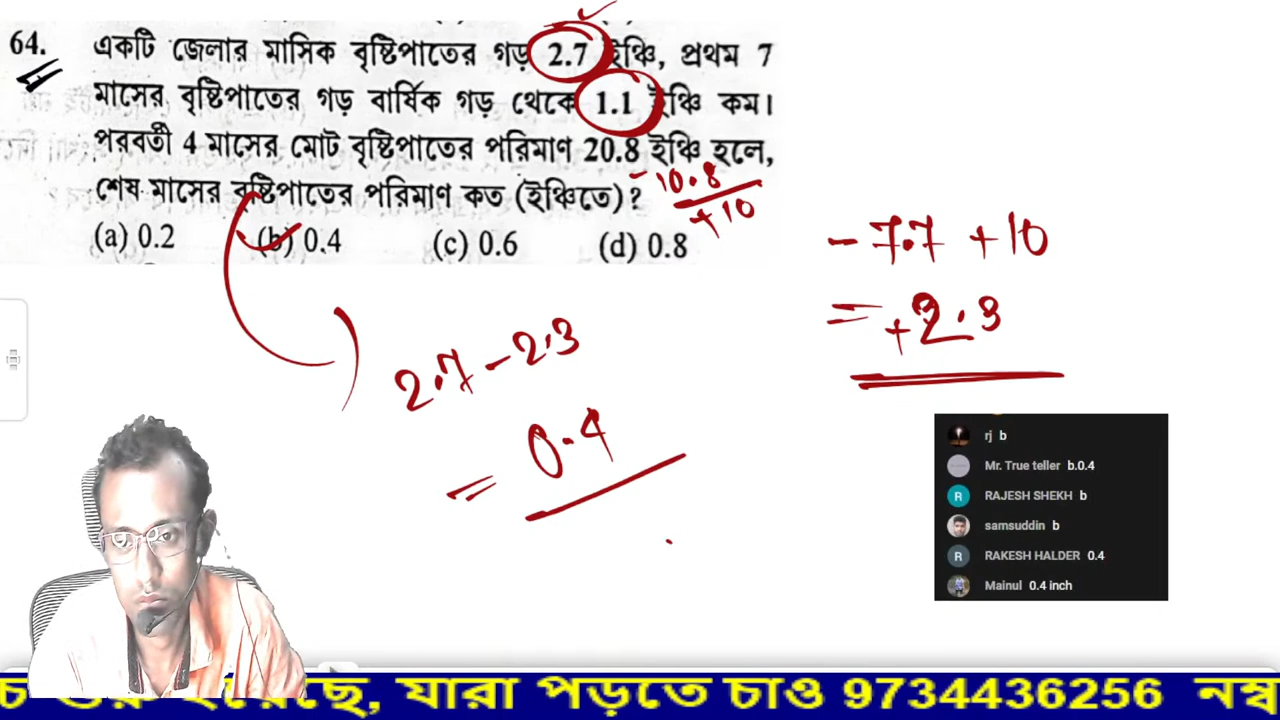 64. একটি জেলার মাসিক বৃষ্টিপাতের গড় 2.7 ইঞ্চি, প্রথম 7
মাসের বৃষ্টিপাতের গড় বার্ষিক গড় থেকে 1.1 ইঞ্চি কম।
পরবর্তী 4 মাসের মোট বৃষ্টিপাতের পরিমাণ 20.8 ইঞ্চি হলে,
শেষ মাসের বৃষ্টিপাতের পরিমাণ কত (ইঞ্চিতে)?
(a) 0.2 (b) 0.4 (c) 0.6 (d) 0.8
- 10.8
+10
- 7.7 + 10
= + 2.3
2.7 - 2.3
= 0.4
rj b
Mr. True teller b.0.4
R RAJESH SHEKH b
samsuddin b
R RAKESH HALDER 0.4
Mainul 0.4 inch
হয়েছে, যারা পড়তে চাও 9734436256 নম্ব